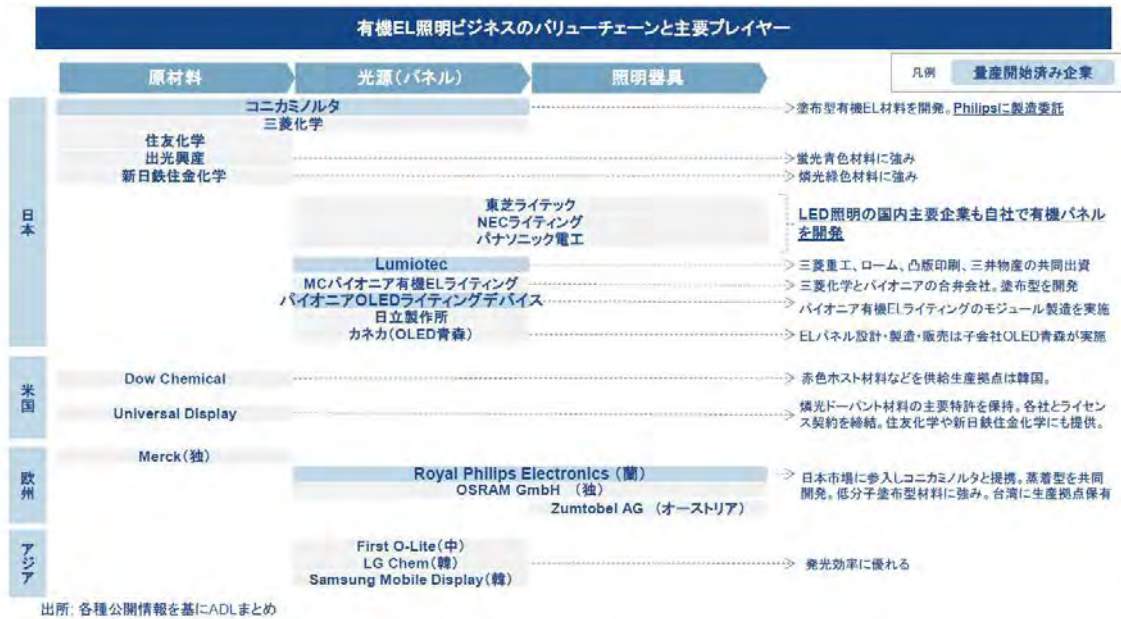 有機EL照明ビジネスのバリューチェーンと主要プレイヤー
原材料
光源(パネル)
照明器具
凡例
量産開始済み企業
日本
コニカミノルタ
塗布型有機EL材料を開発。Philipsに製造委託
三菱化学
住友化学
出光興産
蛍光青色材料に強み
新日鉄住金化学
燐光緑色材料に強み
東芝ライテック
NECライティング
パナソニック電工
LED照明の国内主要企業も自社で有機パネル
を開発
Lumiotec
三菱重工、ローム、凸版印刷、三井物産の共同出資
MCパイオニア有機ELライティング
三菱化学とパイオニアの合弁会社。塗布型を開発
パイオニアOLEDライティングデバイス
パイオニア有機ELライティングのモジュール製造を実施
日立製作所
カネカ(OLED青森)
ELパネル設計・製造・販売は子会社OLED青森が実施
米国
Dow Chemical
赤色ホスト材料などを供給生産拠点は韓国。
Universal Display
燐光ドーパント材料の主要特許を保持。各社とライセン
ス契約を締結。住友化学や新日鉄住金化学にも提供。
欧州
Merck(独)
Royal Philips Electronics (蘭)
日本市場に参入しコニカミノルタと提携。蒸着型を共同
開発。低分子塗布型材料に強み。台湾に生産拠点保有
OSRAM GmbH (独)
Zumtobel AG (オーストリア)
アジア
First O-Lite(中)
LG Chem(韓)
発光効率に優れる
Samsung Mobile Display(韓)
出所; 各種公開情報を基にADLまとめ